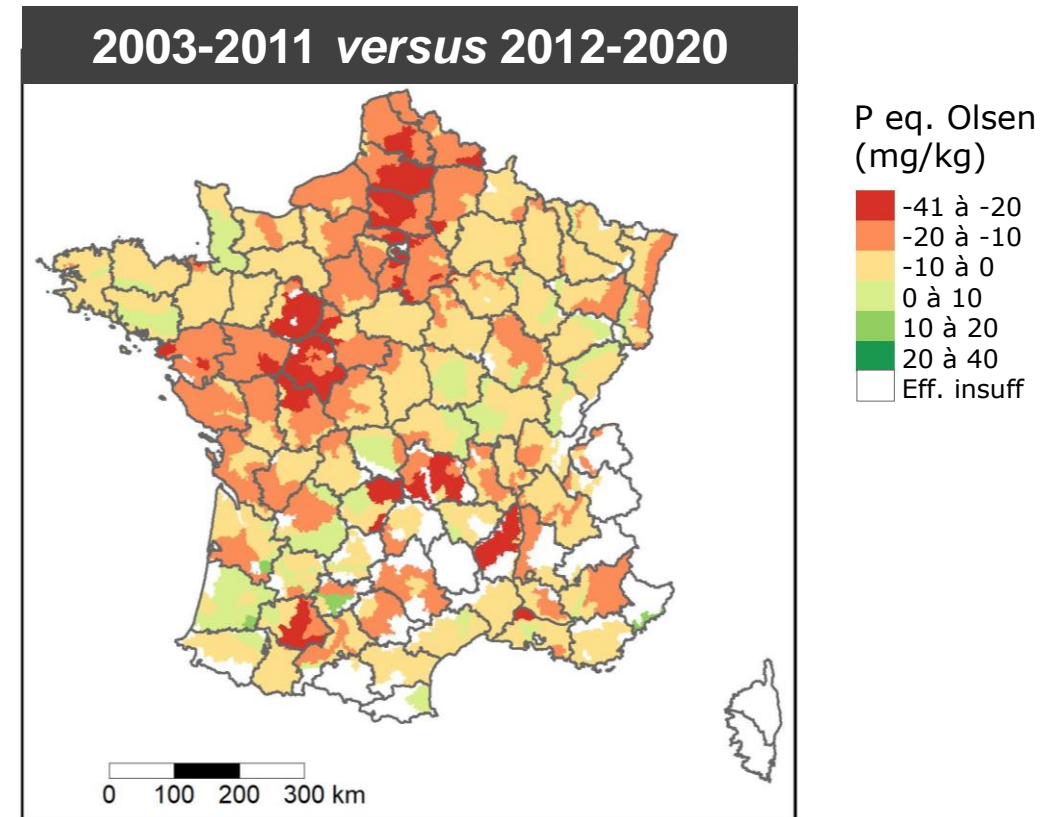 2003-2011 versus 2012-2020
P eq. Olsen
(mg/kg)
-41 à -20
-20 à -10
-10 à 0
0 à 10
10 à 20
20 à 40
Eff. insuff
0 100 200 300 km